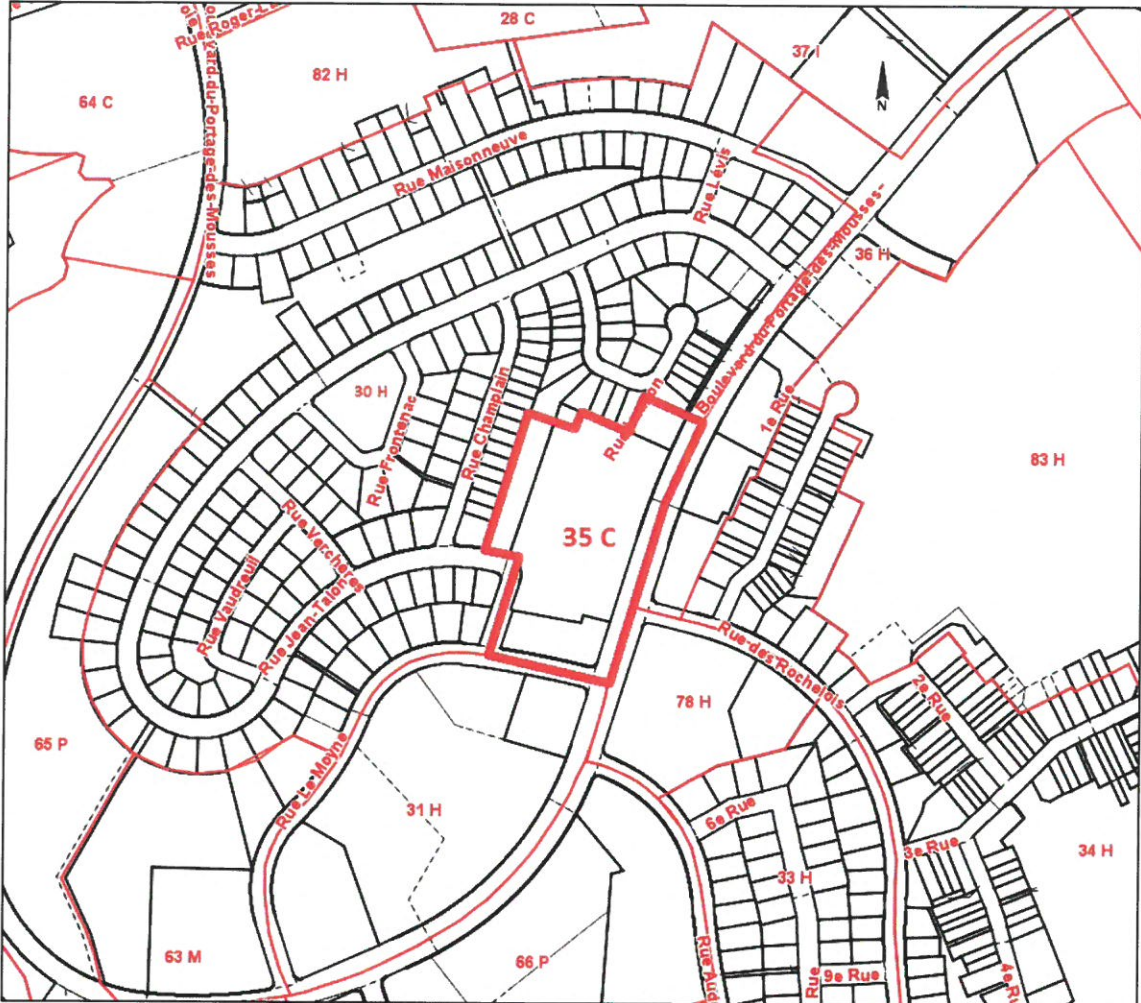 28 C
37 I
82 H
64 C
N
Rue Maisonneuve
Rue Lévis
Boulevard-du-Portage-des-Mousses
Boulevard-du-Portage-des-Mousses
36 H
30 H
Rue Frontenac
Rue Champlain
1e Rue
83 H
35 C
Rue Verchères
Rue Vaudreuil
Rue Jean-Talon
Rue-des-Rochelois
78 H
2e Rue
65 P
Rue Le Moyne
31 H
6e Rue
3e Rue
34 H
33 H
63 M
66 P
Rue
9e Rue